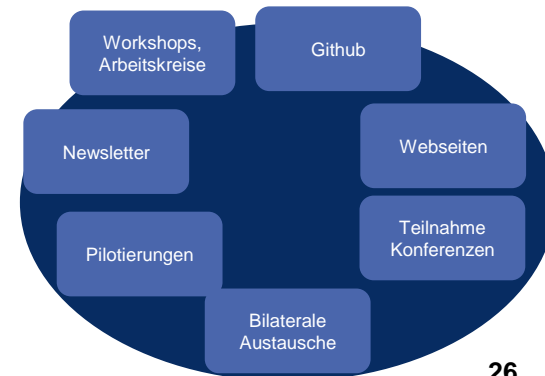 Workshops,
Arbeitskreise
Github
Newsletter
Webseiten
Pilotierungen
Teilnahme
Konferenzen
Bilaterale
Austausche
26